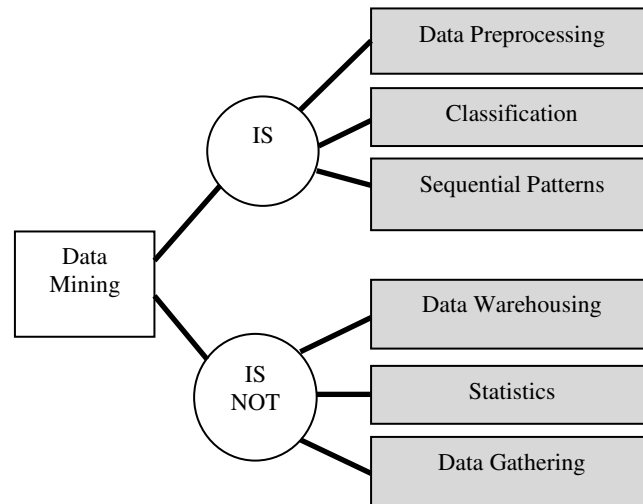 Data Preprocessing
IS
Classification
Sequential Patterns
Data
Mining
Data Warehousing
IS
NOT
Statistics
Data Gathering